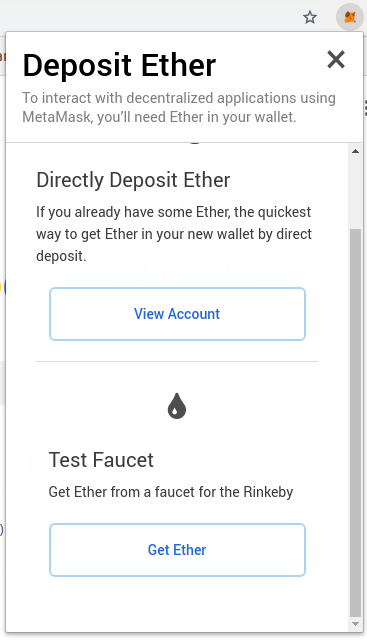 Deposit Ether
To interact with decentralized applications using
MetaMask, you'll need Ether in your wallet.
Directly Deposit Ether
If you already have some Ether, the quickest
way to get Ether in your new wallet by direct
deposit.
View Account
Test Faucet
Get Ether from a faucet for the Rinkeby
Get Ether